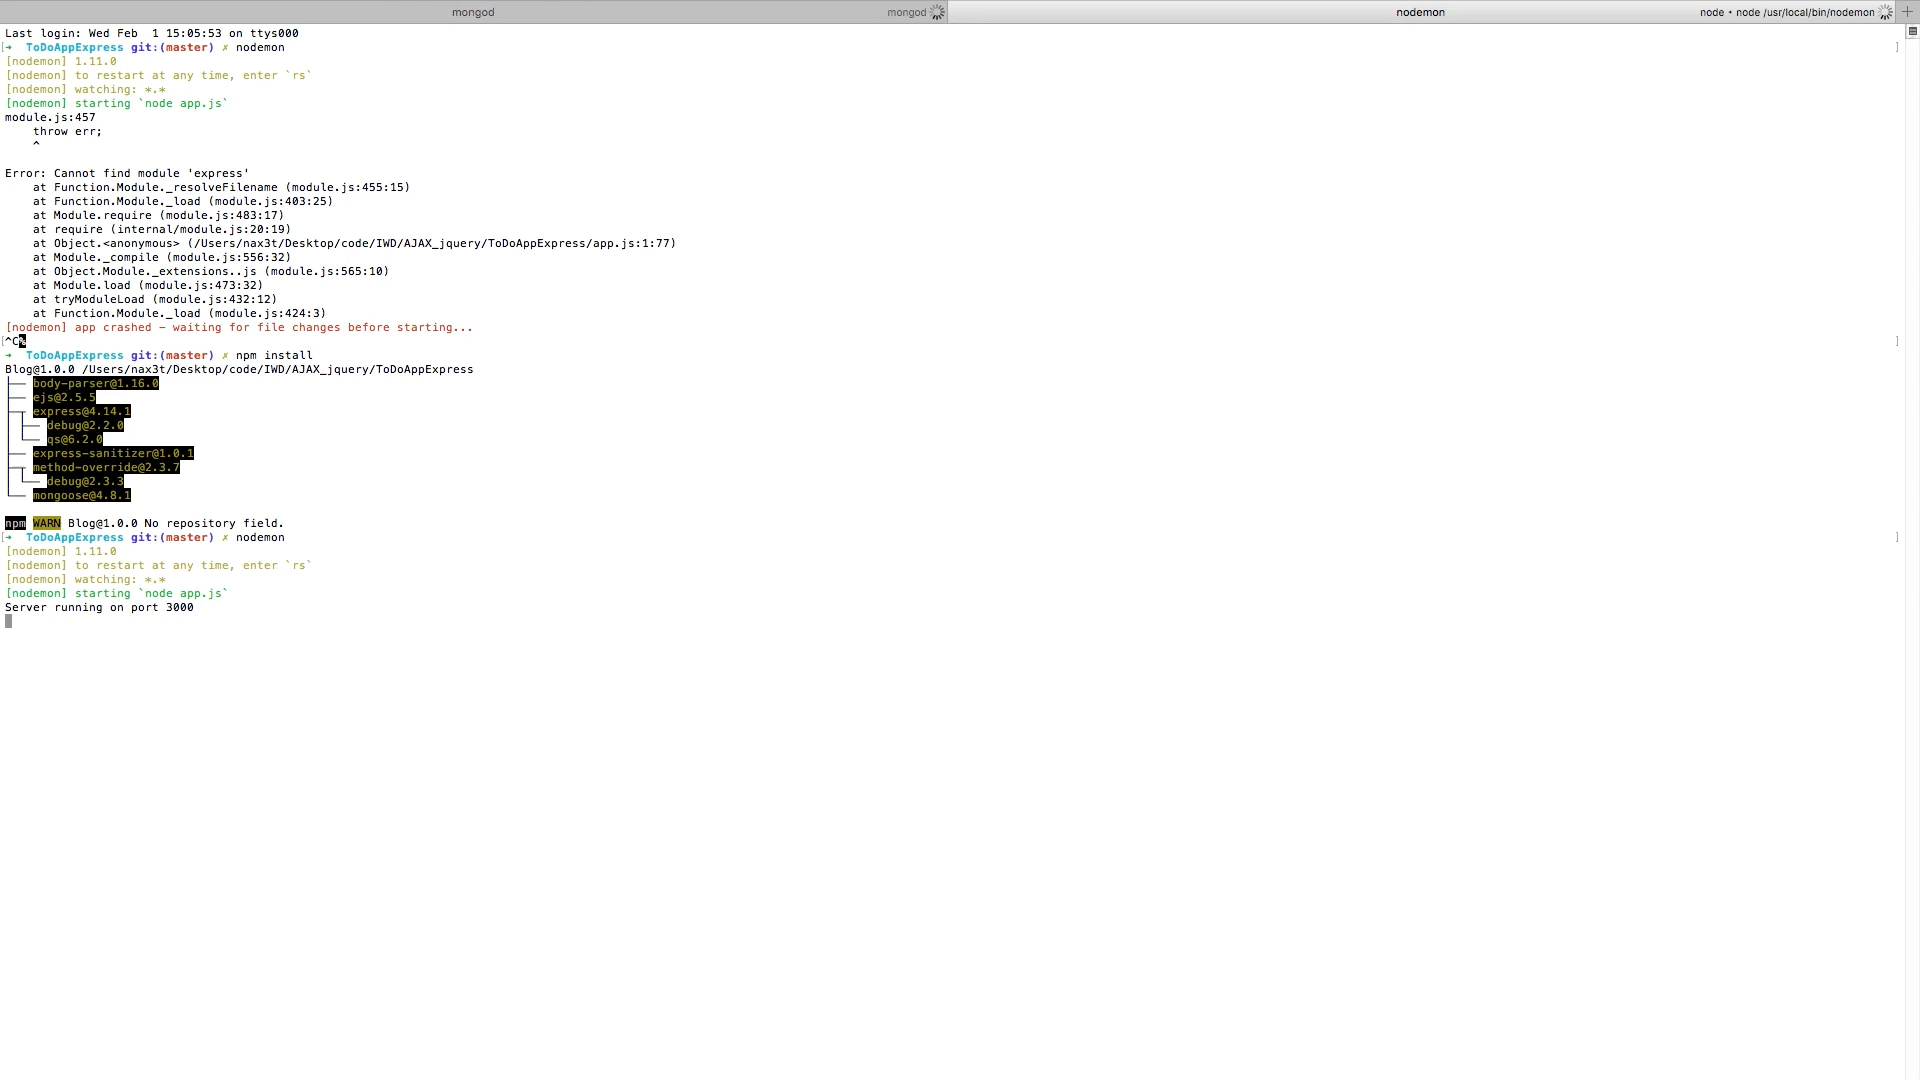 mongod
mongod
nodemon
node • node /usr/local/bin/nodemon
Last login: Wed Feb  1 15:05:53 on ttys000
➜  ToDoAppExpress git:(master) ✗ nodemon
[nodemon] 1.11.0
[nodemon] to restart at any time, enter `rs`
[nodemon] watching: *.*
[nodemon] starting `node app.js`
module.js:457
    throw err;
    ^
Error: Cannot find module 'express'
    at Function.Module._resolveFilename (module.js:455:15)
    at Function.Module._load (module.js:403:25)
    at Module.require (module.js:483:17)
    at require (internal/module.js:20:19)
    at Object.<anonymous> (/Users/nax3t/Desktop/code/IWD/AJAX_jquery/ToDoAppExpress/app.js:1:77)
    at Module._compile (module.js:556:32)
    at Object.Module._extensions..js (module.js:565:10)
    at Module.load (module.js:473:32)
    at tryModuleLoad (module.js:432:12)
    at Function.Module._load (module.js:424:3)
[nodemon] app crashed - waiting for file changes before starting...
^C%
➜  ToDoAppExpress git:(master) ✗ npm install
Blog@1.0.0 /Users/nax3t/Desktop/code/IWD/AJAX_jquery/ToDoAppExpress
├── body-parser@1.16.0
├── ejs@2.5.5
├─┬ express@4.14.1
│ ├── debug@2.2.0
│ └── qs@6.2.0
├── express-sanitizer@1.0.1
├─┬ method-override@2.3.7
│ └── debug@2.3.3
└── mongoose@4.8.1
npm WARN Blog@1.0.0 No repository field.
➜  ToDoAppExpress git:(master) ✗ nodemon
[nodemon] 1.11.0
[nodemon] to restart at any time, enter `rs`
[nodemon] watching: *.*
[nodemon] starting `node app.js`
Server running on port 3000